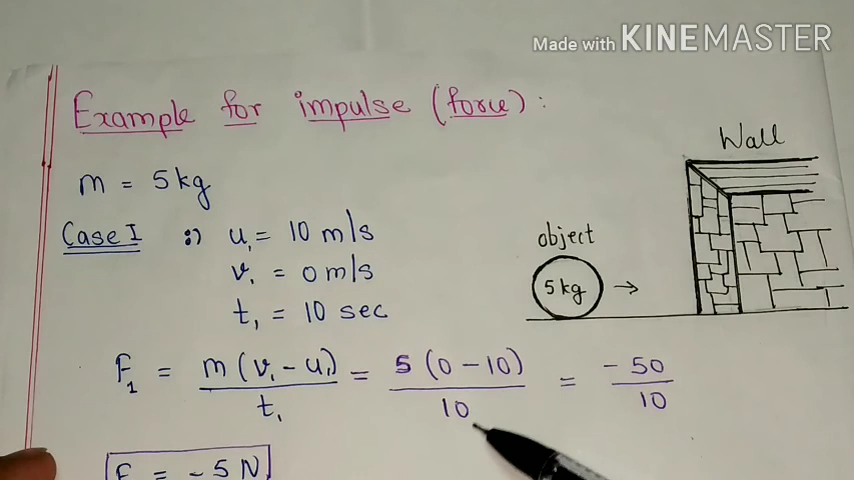 Made with KINEMASTER
Example for impulse (force) :
m = 5 kg
Case I :) u₁ = 10 m/s
v₁ = 0 m/s
t₁ = 10 sec
Wall
object
5 kg →
F₁ = m (v₁ - u₁) / t₁ = 5 (0 - 10) / 10 = - 50 / 10
F = - 5 N